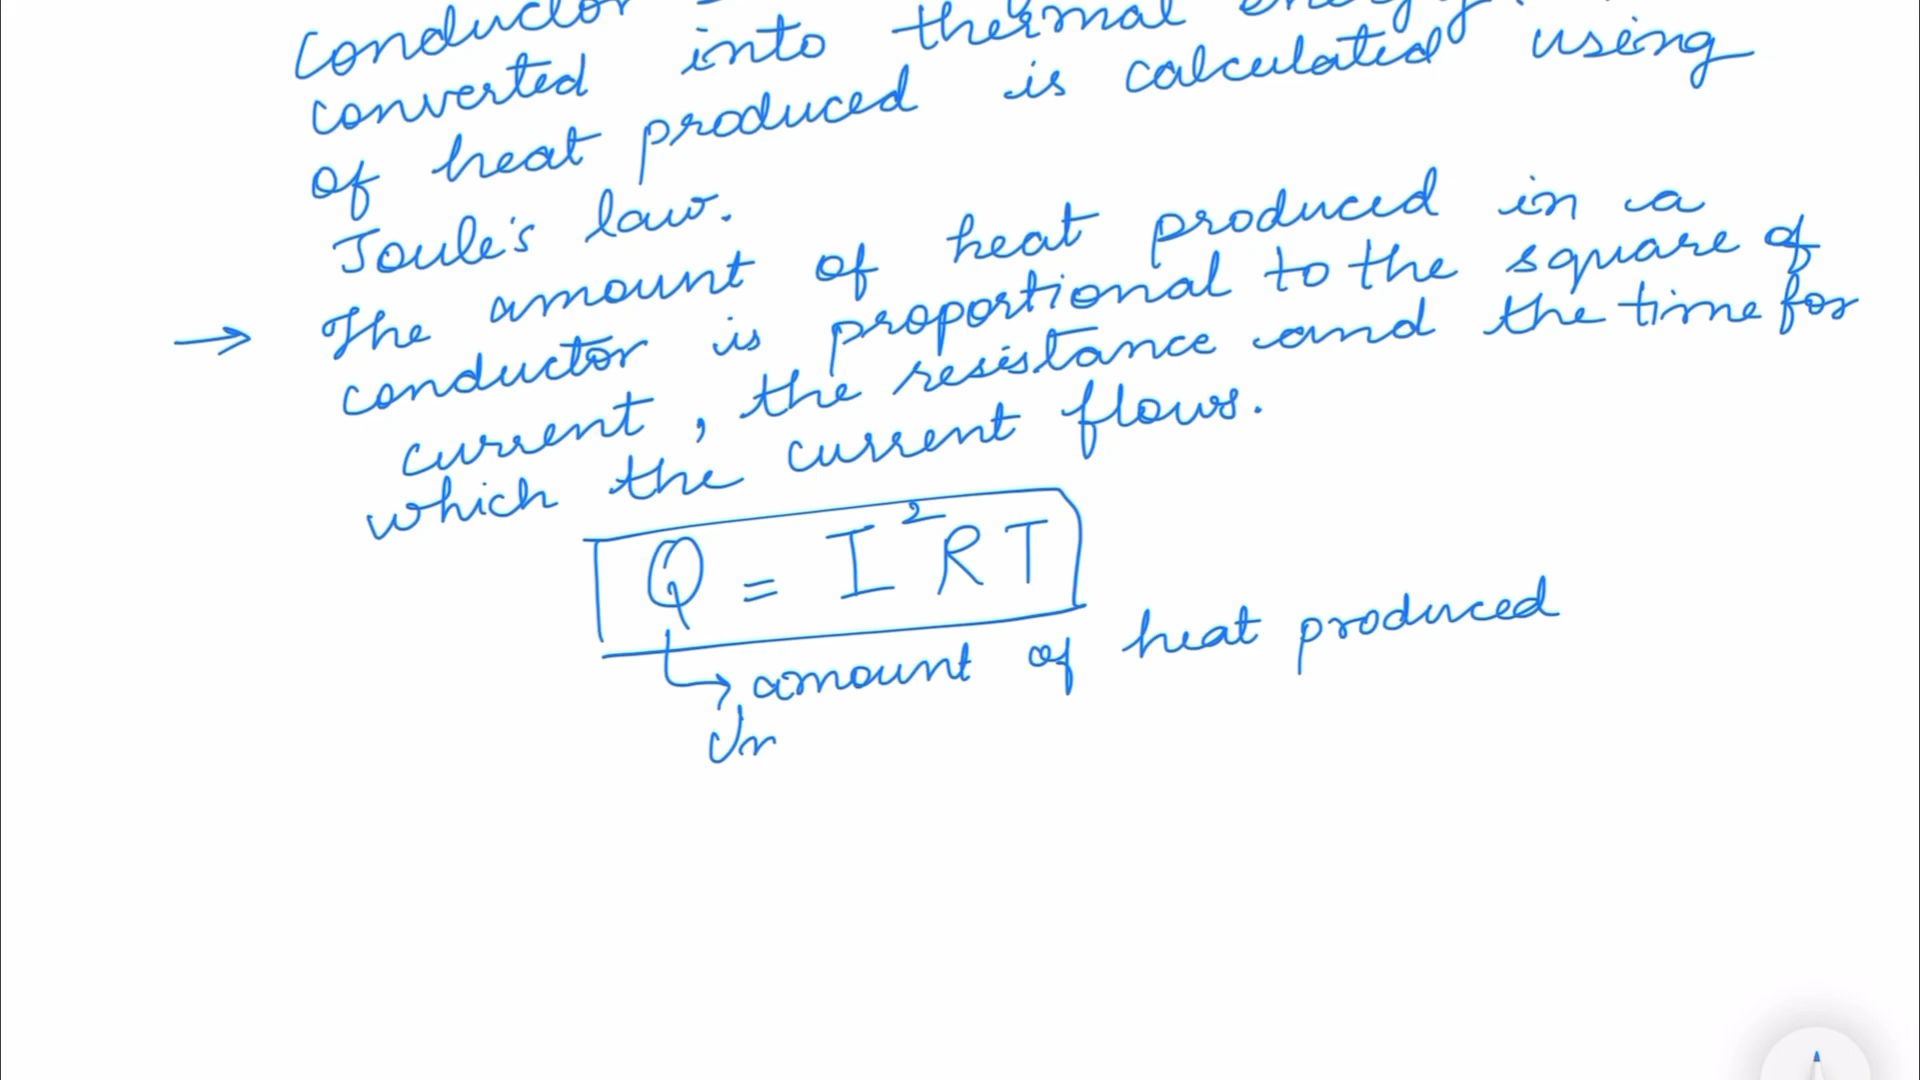 conductor
converted into thermal energy.
of heat produced is calculated using
Joule's law.
→ The amount of heat produced in a
conductor is proportional to the square of
current, the resistance and the time for
which the current flows.
Q = I²RT
↳ amount of heat produced